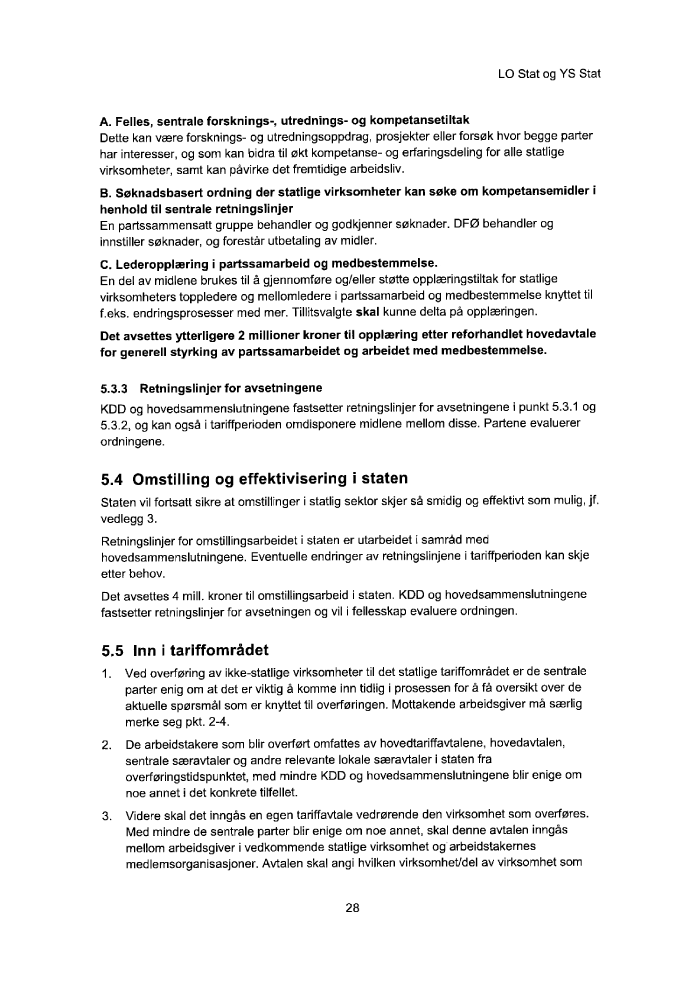 LO Stat og YS Stat
A. Felles, sentrale forsknings-, utrednings- og kompetansetiltak
Dette kan være forsknings- og utredningsoppdrag, prosjekter eller forsøk hvor begge parter
har interesser, og som kan bidra til økt kompetanse- og erfaringsdeling for alle statlige
virksomheter, samt kan påvirke det fremtidige arbeidsliv.
B. Søknadsbasert ordning der statlige virksomheter kan søke om kompetansemidler i
henhold til sentrale retningslinjer
En partssammensatt gruppe behandler og godkjenner søknader. DFØ behandler og
innstiller søknader, og forestår utbetaling av midler.
C. Lederopplæring i partssamarbeid og medbestemmelse.
En del av midlene brukes til å gjennomføre og/eller støtte opplæringstiltak for statlige
virksomheters toppledere og mellomledere i partssamarbeid og medbestemmelse knyttet til
f.eks. endringsprosesser med mer. Tillitsvalgte skal kunne delta på opplæringen.
Det avsettes ytterligere 2 millioner kroner til opplæring etter reforhandlet hovedavtale
for generell styrking av partssamarbeidet og arbeidet med medbestemmelse.
5.3.3 Retningslinjer for avsetningene
KDD og hovedsammenslutningene fastsetter retningslinjer for avsetningene i punkt 5.3.1 og
5.3.2, og kan også i tariffperioden omdisponere midlene mellom disse. Partene evaluerer
ordningene.
5.4 Omstilling og effektivisering i staten
Staten vil fortsatt sikre at omstillinger i statlig sektor skjer så smidig og effektivt som mulig, jf.
vedlegg 3.
Retningslinjer for omstillingsarbeidet i staten er utarbeidet i samråd med
hovedsammenslutningene. Eventuelle endringer av retningslinjene i tariffperioden kan skje
etter behov.
Det avsettes 4 mill. kroner til omstillingsarbeid i staten. KDD og hovedsammenslutningene
fastsetter retningslinjer for avsetningen og vil i fellesskap evaluere ordningen.
5.5 Inn i tariffområdet
1. Ved overføring av ikke-statlige virksomheter til det statlige tariffområdet er de sentrale
parter enig om at det er viktig å komme inn tidlig i prosessen for å få oversikt over de
aktuelle spørsmål som er knyttet til overføringen. Mottakende arbeidsgiver må særlig
merke seg pkt. 2-4.
2. De arbeidstakere som blir overført omfattes av hovedtariffavtalene, hovedavtalen,
sentrale særavtaler og andre relevante lokale særavtaler i staten fra
overføringstidspunktet, med mindre KDD og hovedsammenslutningene blir enige om
noe annet i det konkrete tilfellet.
3. Videre skal det inngås en egen tariffavtale vedrørende den virksomhet som overføres.
Med mindre de sentrale parter blir enige om noe annet, skal denne avtalen inngås
mellom arbeidsgiver i vedkommende statlige virksomhet og arbeidstakernes
medlemsorganisasjoner. Avtalen skal angi hvilken virksomhet/del av virksomhet som
28